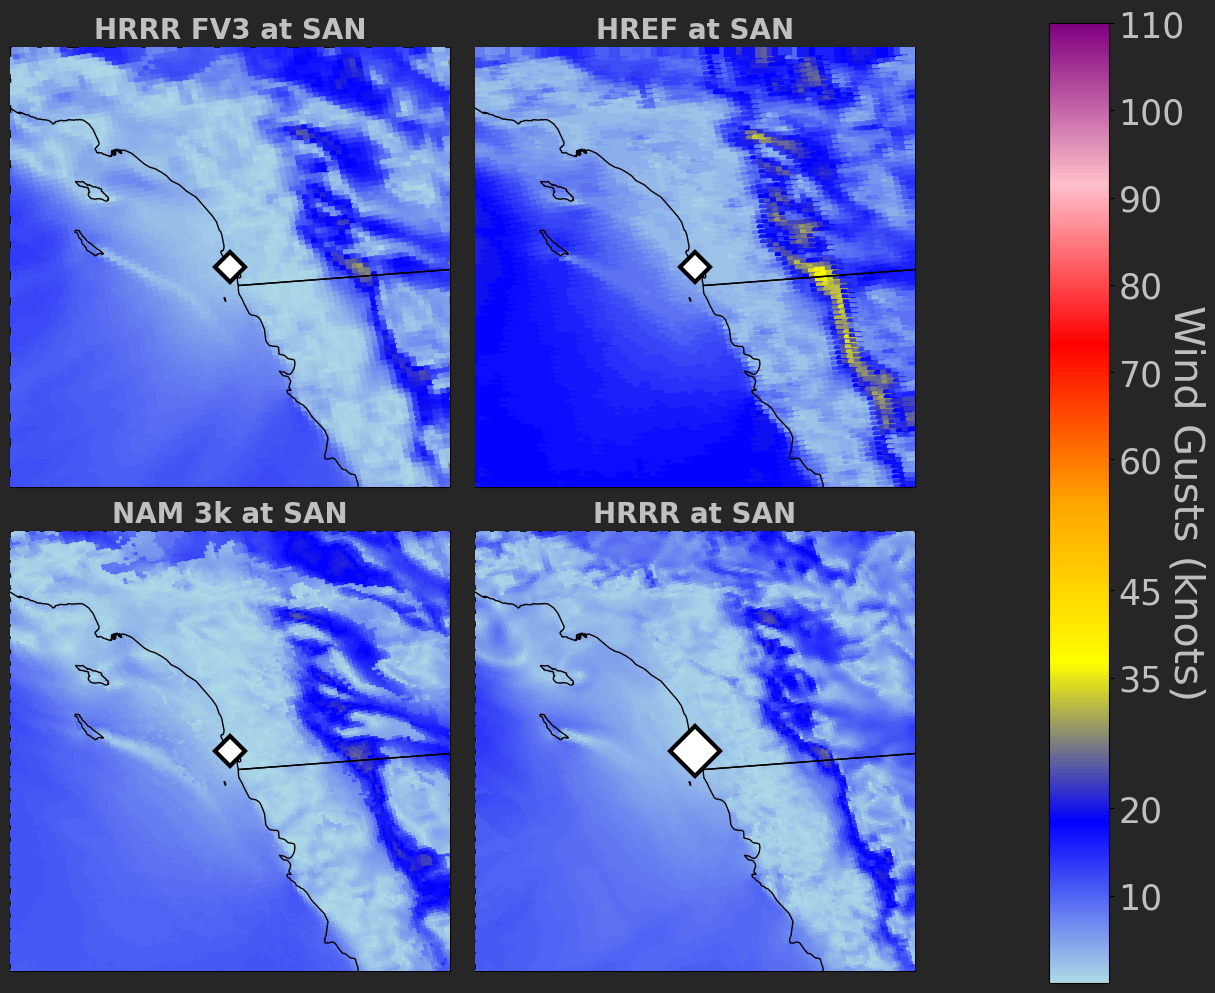 HRRR FV3 at SAN
HREF at SAN
NAM 3k at SAN
HRRR at SAN
110
100
90
80
70
60
45
35
20
10
Wind Gusts (knots)